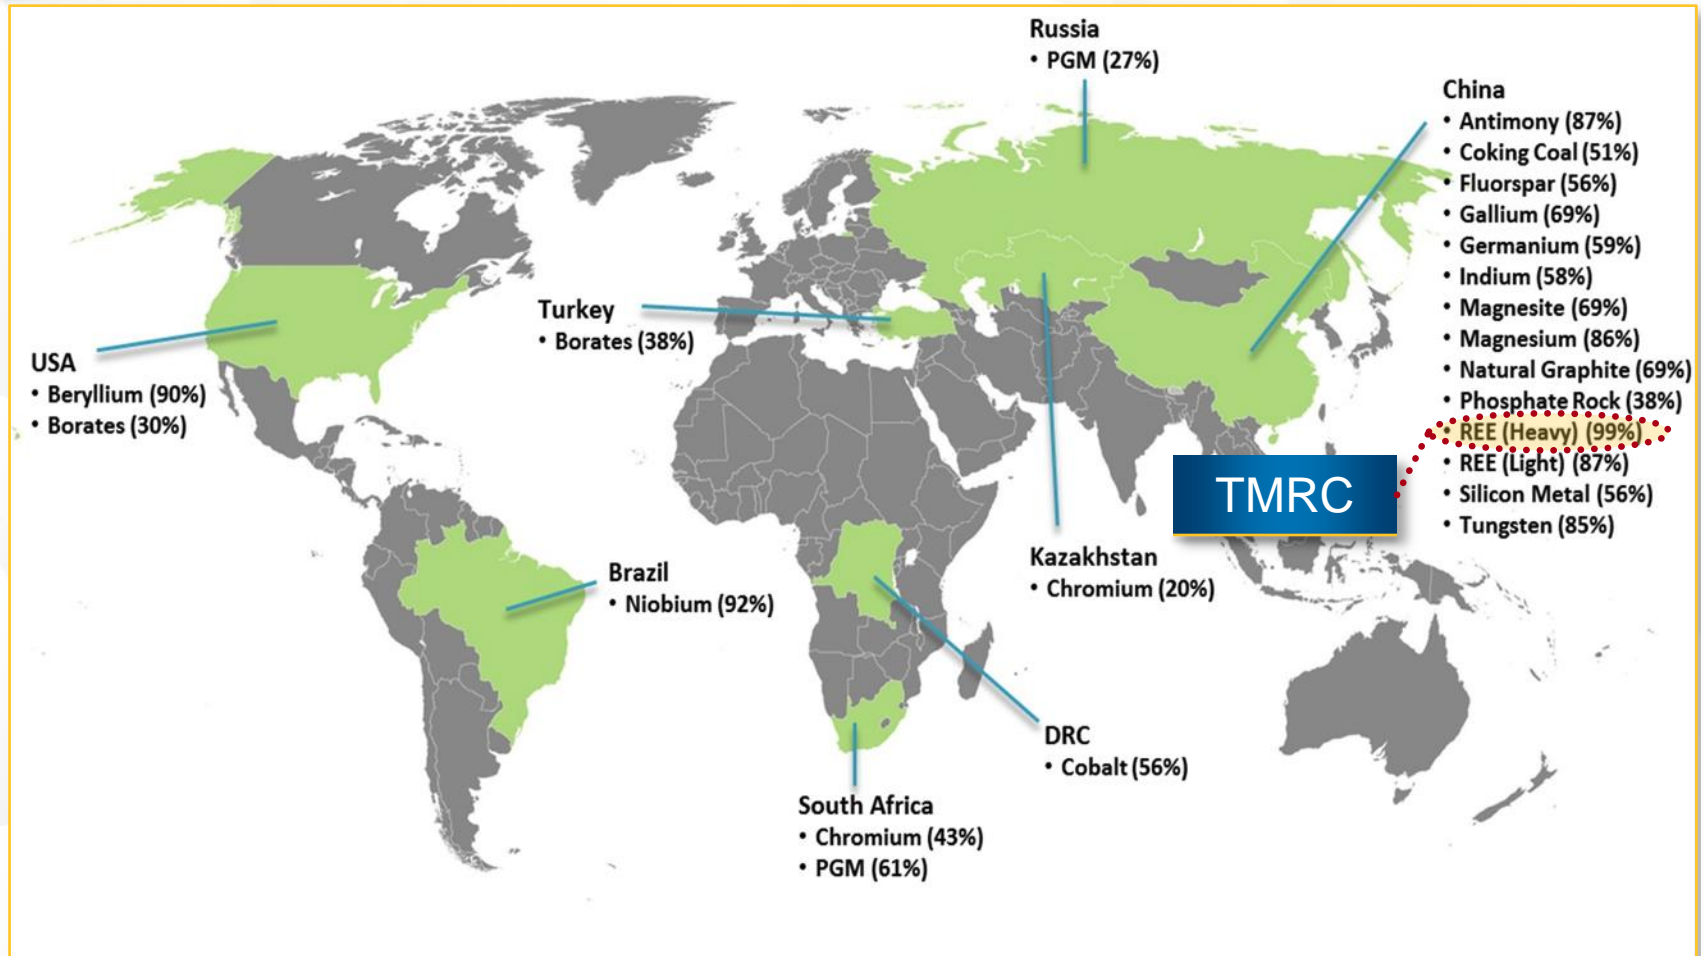 Russia
• PGM (27%)
China
• Antimony (87%)
• Coking Coal (51%)
• Fluorspar (56%)
• Gallium (69%)
• Germanium (59%)
• Indium (58%)
• Magnesite (69%)
• Magnesium (86%)
• Natural Graphite (69%)
• Phosphate Rock (38%)
• REE (Heavy) (99%)
• REE (Light) (87%)
• Silicon Metal (56%)
• Tungsten (85%)
TMRC
Turkey
• Borates (38%)
USA
• Beryllium (90%)
• Borates (30%)
Kazakhstan
• Chromium (20%)
Brazil
• Niobium (92%)
DRC
• Cobalt (56%)
South Africa
• Chromium (43%)
• PGM (61%)